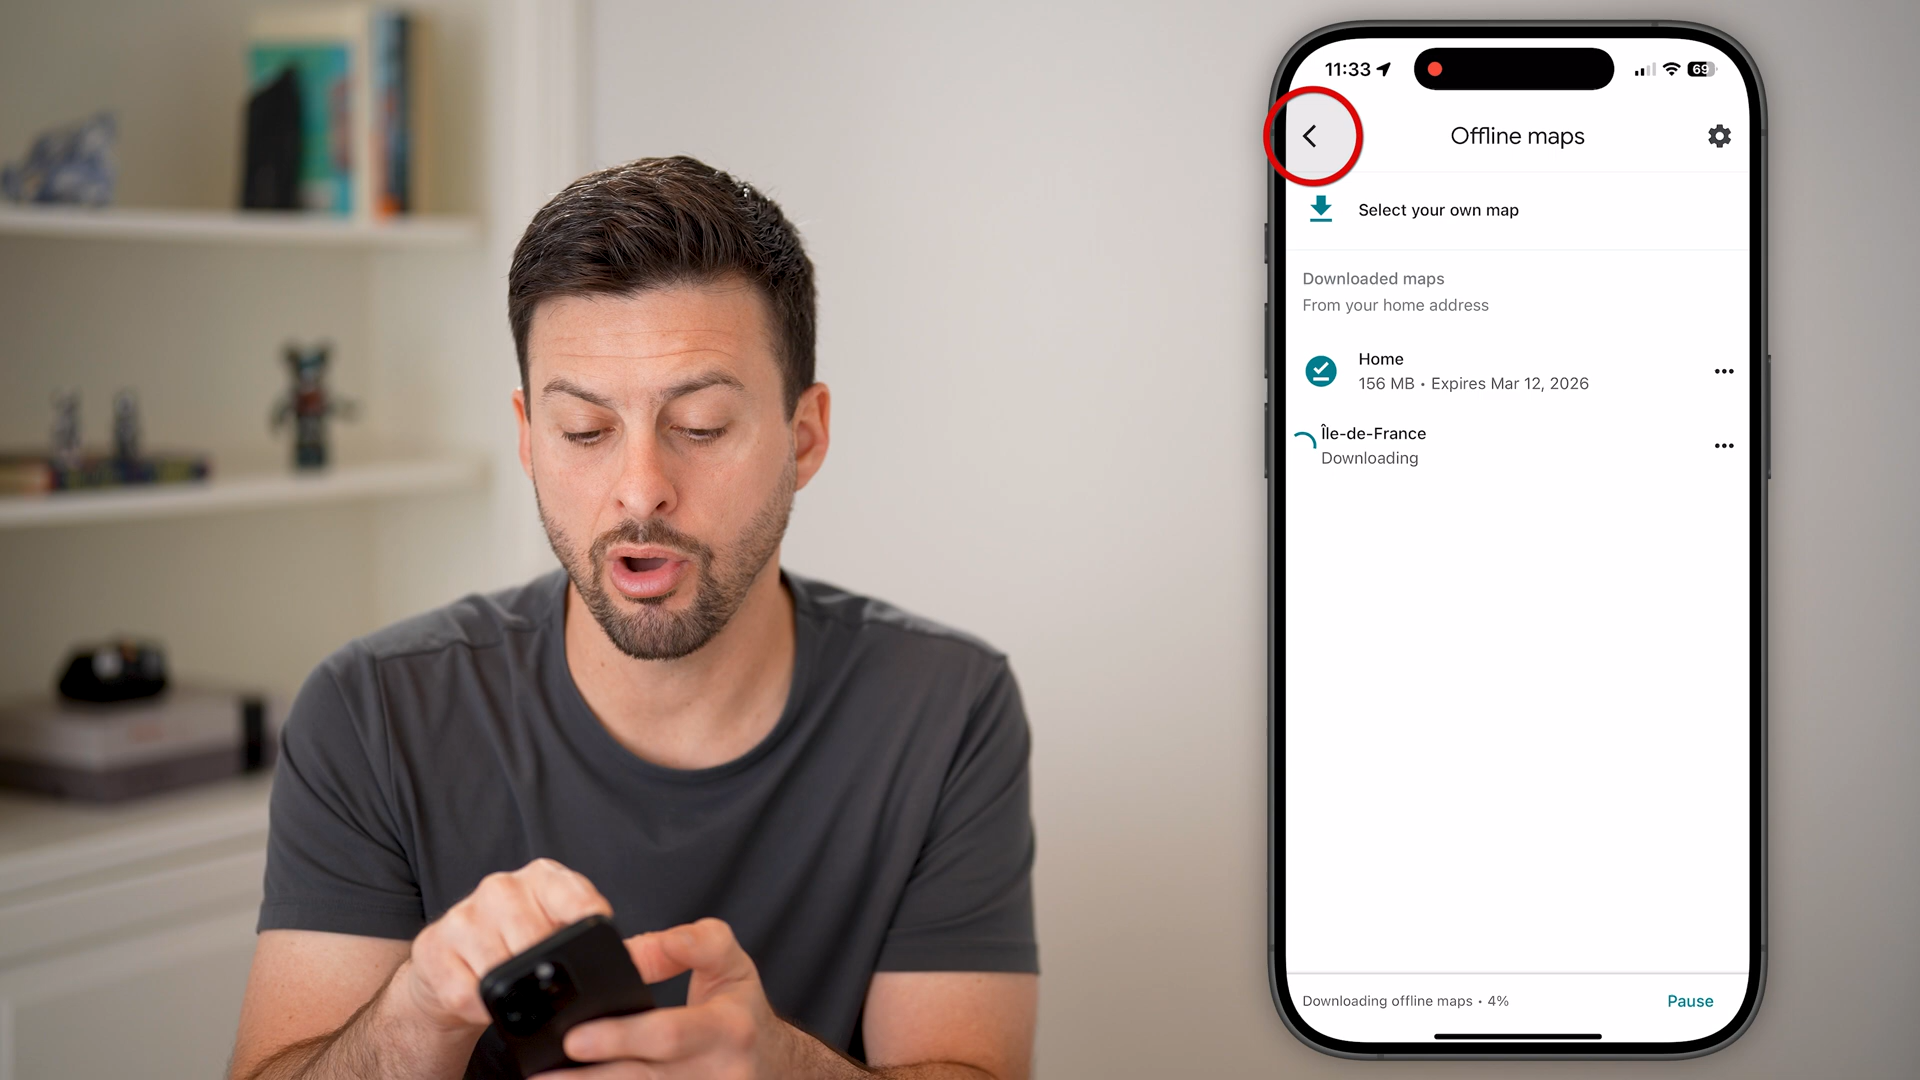 11:33
69
Offline maps
Select your own map
Downloaded maps
From your home address
Home
156 MB • Expires Mar 12, 2026
Île-de-France
Downloading
Downloading offline maps • 4%
Pause